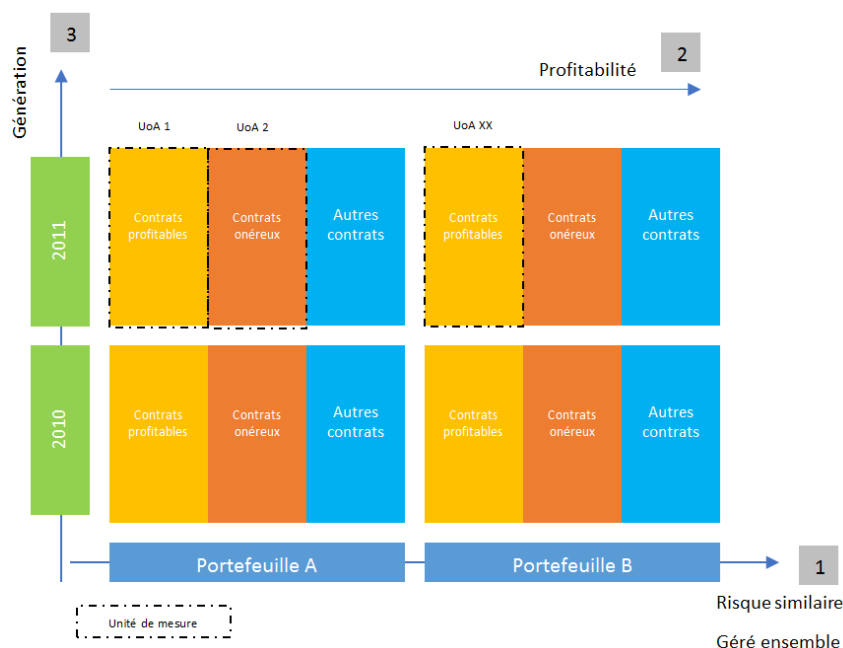 3
Génération
2
Profitabilité
UoA 1
UoA 2
UoA XX
2011
Contrats
profitables
Contrats
onéreux
Autres
contrats
Contrats
profitables
Contrats
onéreux
Autres
contrats
2010
Contrats
profitables
Contrats
onéreux
Autres
contrats
Contrats
profitables
Contrats
onéreux
Autres
contrats
Portefeuille A
Portefeuille B
1
Risque similaire
Géré ensemble
Unité de mesure